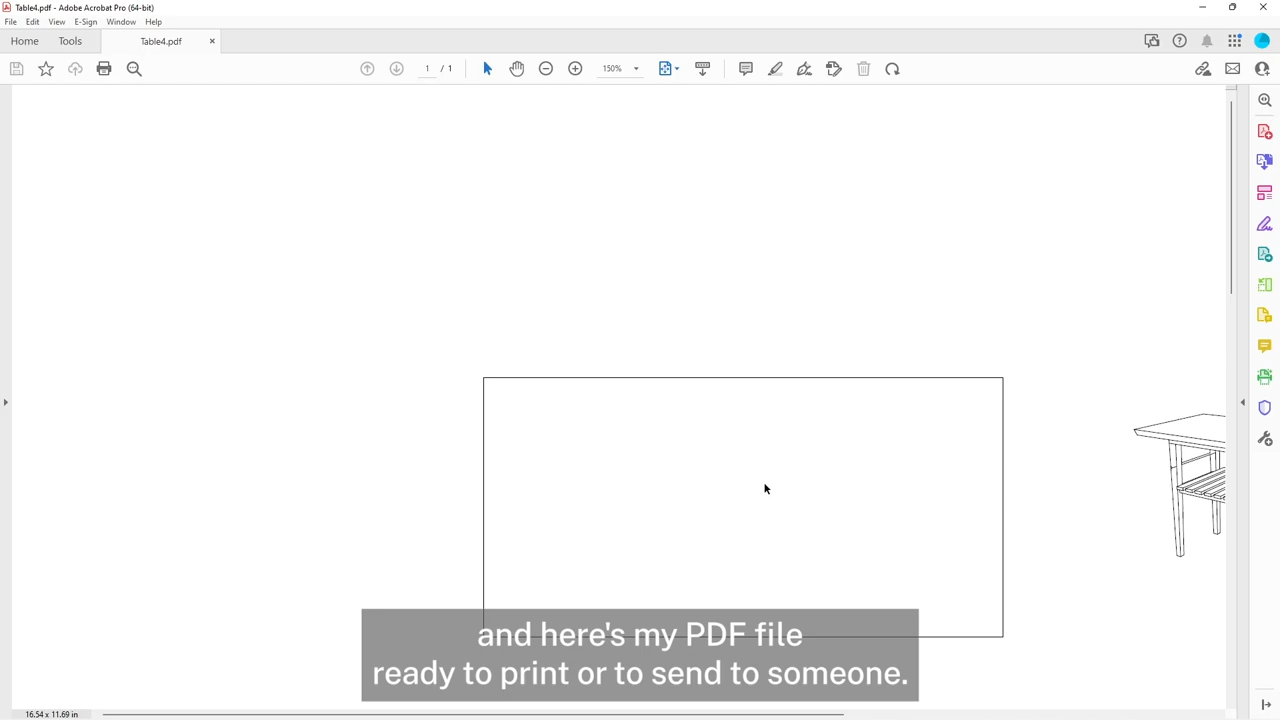 Table4.pdf - Adobe Acrobat Pro (64-bit)
File Edit View E-Sign Window Help
Home Tools Table4.pdf ×
1 / 1 150%
and here's my PDF file
ready to print or to send to someone.
16.54 x 11.69 in